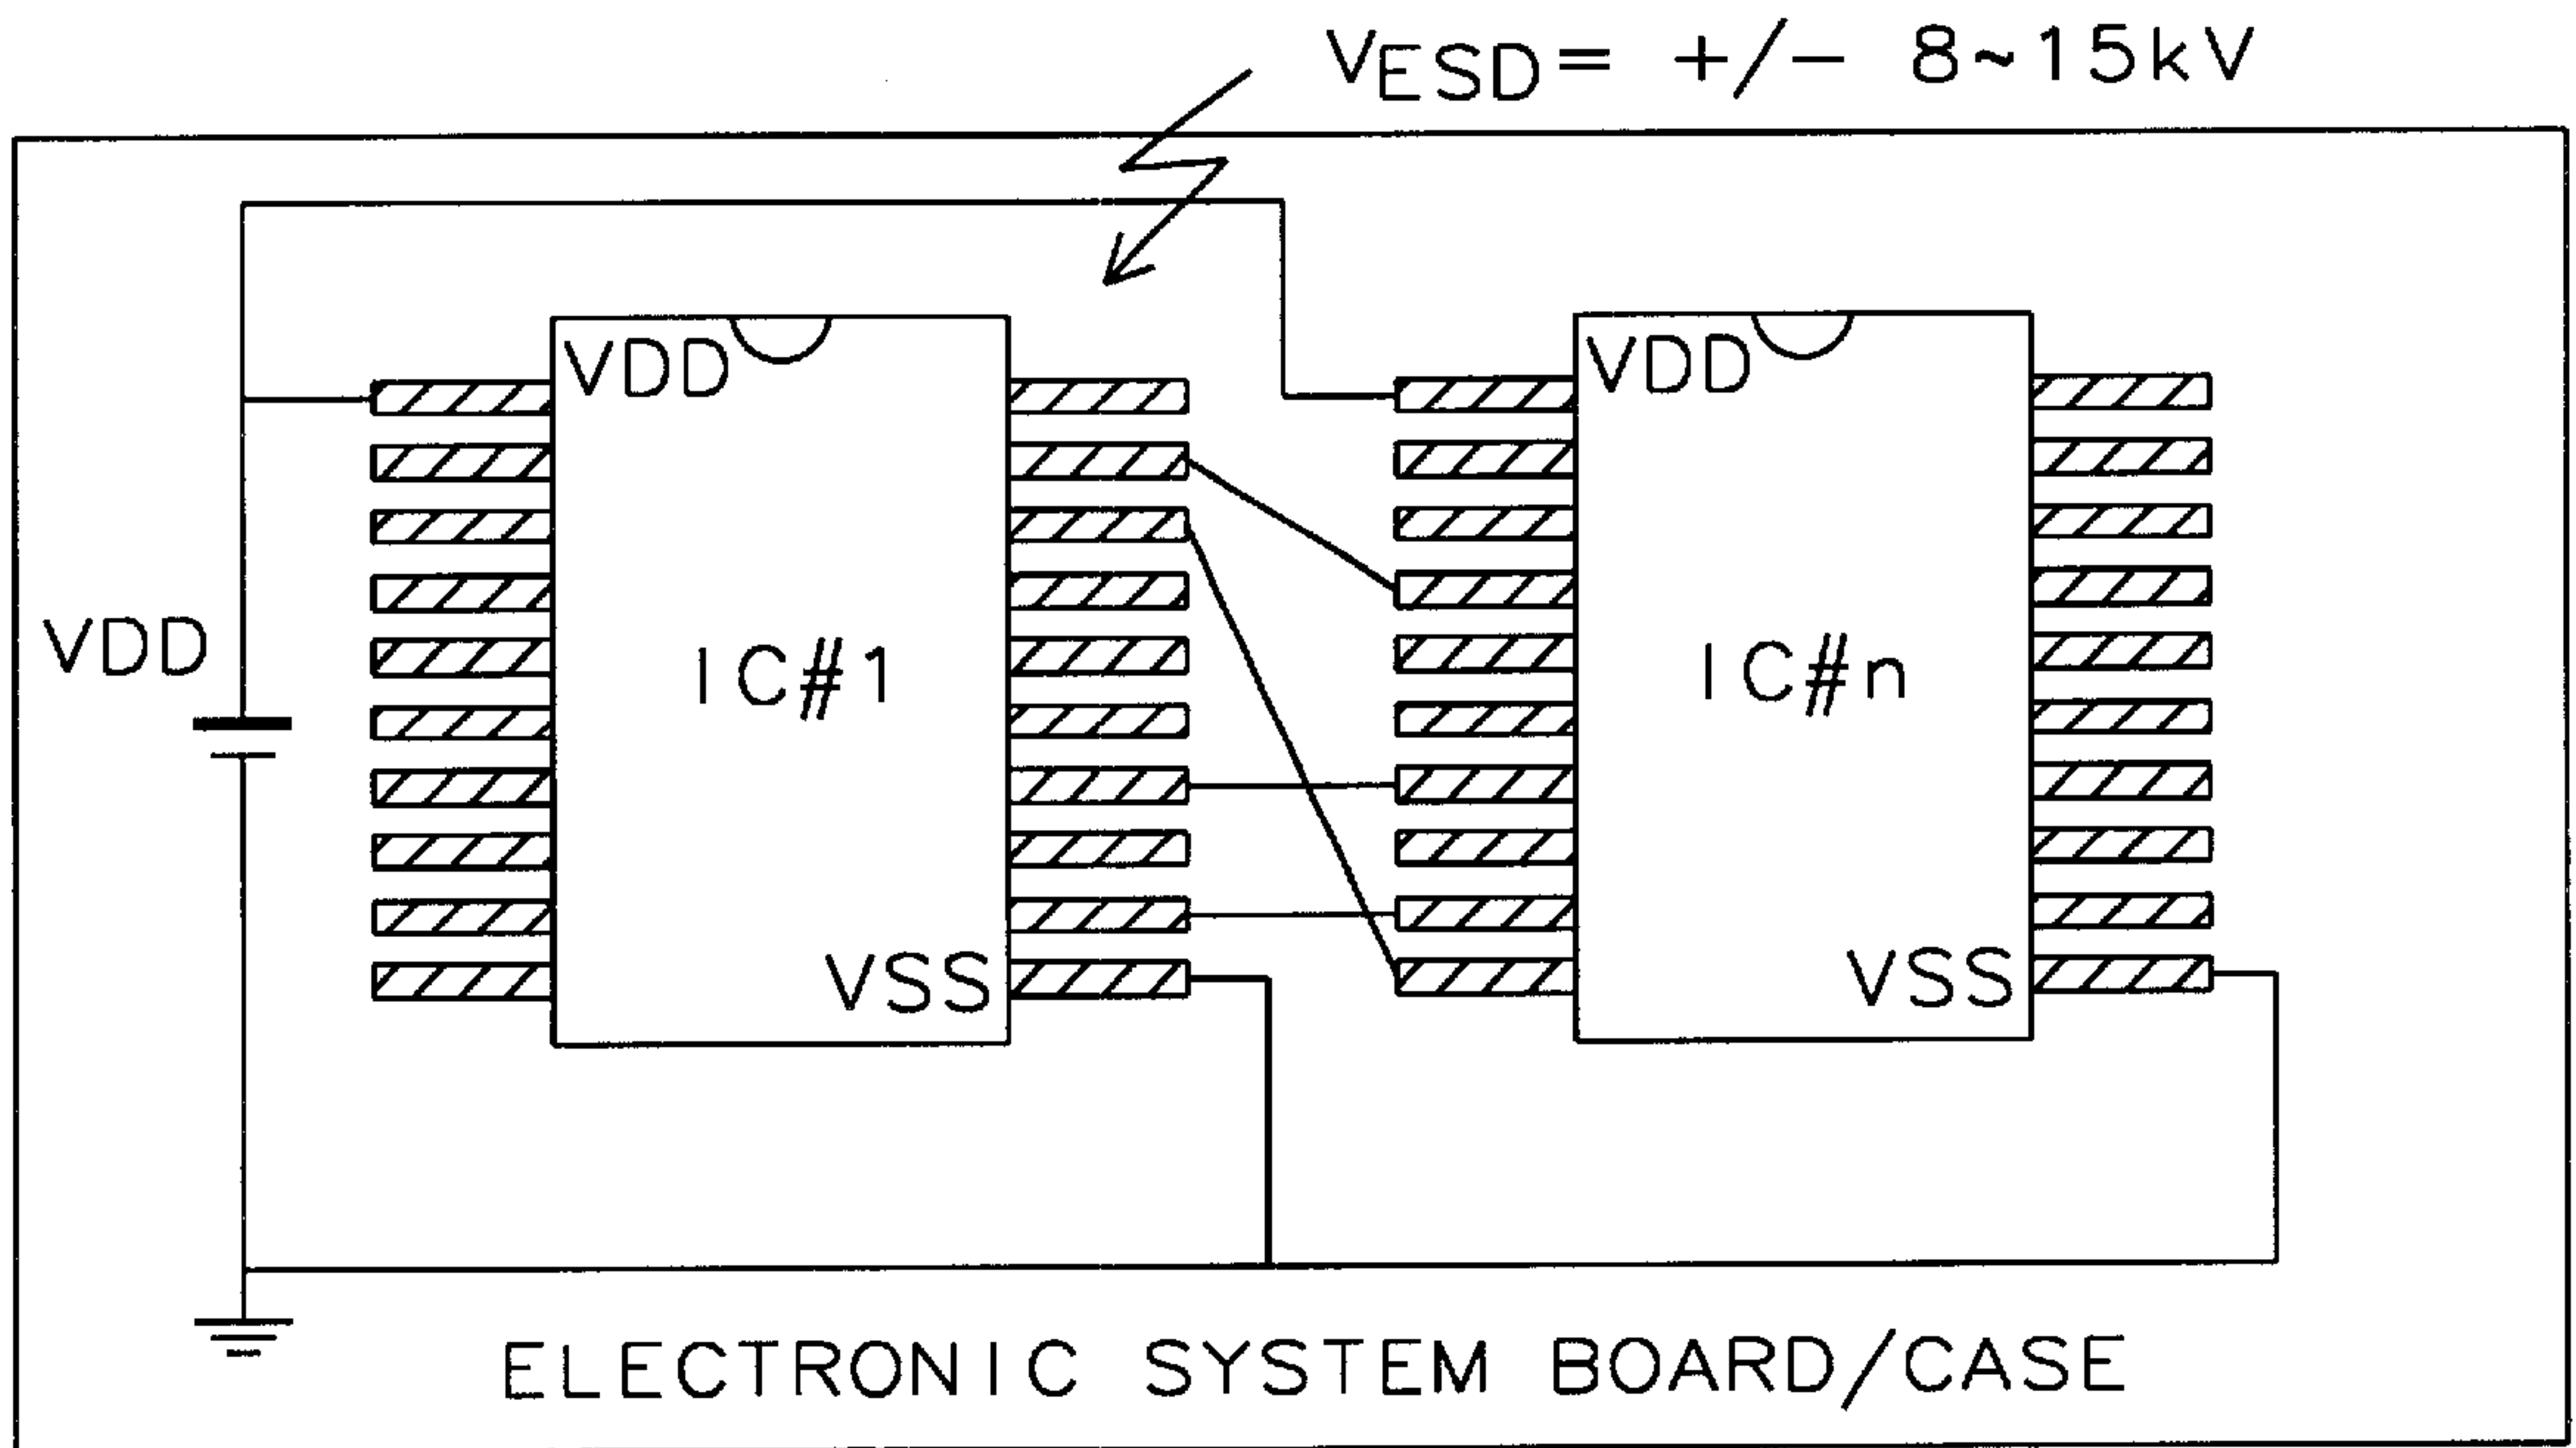 VESD= +/- 8~15kV
VDD
VDD
VDD
IC#1
IC#n
VSS
VSS
ELECTRONIC SYSTEM BOARD/CASE